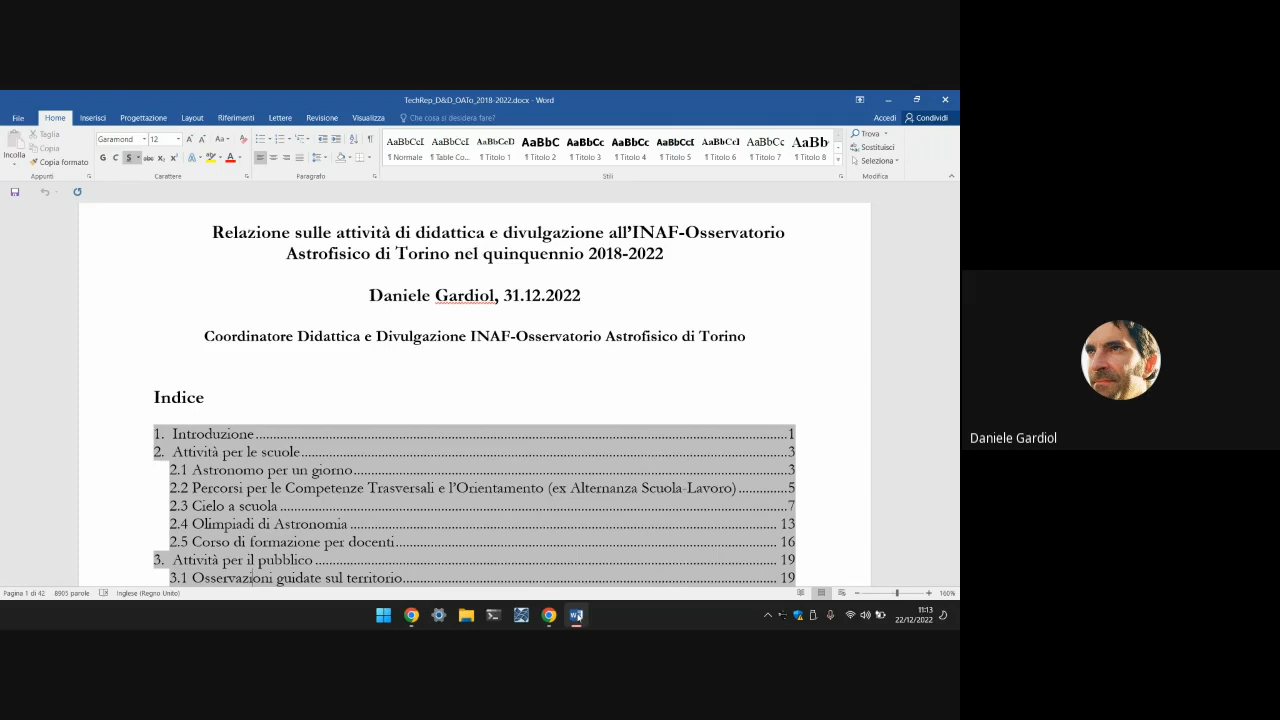 TechRep_D&D_OATo_2018-2022.docx - Word
File Home Inserisci Progettazione Layout Riferimenti Lettere Revisione Visualizza Che cosa si desidera fare? Accedi Condividi
Incolla
Taglia
Copia
Copia formato
Appunti
Garamond 12
Carattere
Paragrafo
AaBbCcI AaBbCcI AaBbCcD AaBbC AaBbCc AaBbCc AaBbCcI AaBbCcI AaBbCc AaBb
¶ Normale ¶ Table Co... ¶ Titolo 1 ¶ Titolo 2 ¶ Titolo 3 ¶ Titolo 4 ¶ Titolo 5 ¶ Titolo 6 ¶ Titolo 7 ¶ Titolo 8
Stili
Trova
Sostituisci
Seleziona
Modifica
Relazione sulle attività di didattica e divulgazione all'INAF-Osservatorio
Astrofisico di Torino nel quinquennio 2018-2022
Daniele Gardiol, 31.12.2022
Coordinatore Didattica e Divulgazione INAF-Osservatorio Astrofisico di Torino
Indice
1. Introduzione 1
2. Attività per le scuole 3
2.1 Astronomo per un giorno 3
2.2 Percorsi per le Competenze Trasversali e l'Orientamento (ex Alternanza Scuola-Lavoro) 5
2.3 Cielo a scuola 7
2.4 Olimpiadi di Astronomia 13
2.5 Corso di formazione per docenti 16
3. Attività per il pubblico 19
3.1 Osservazioni guidate sul territorio 19
Pagina 1 di 42 8905 parole Inglese (Regno Unito) 160%
11:13
22/12/2022
Daniele Gardiol